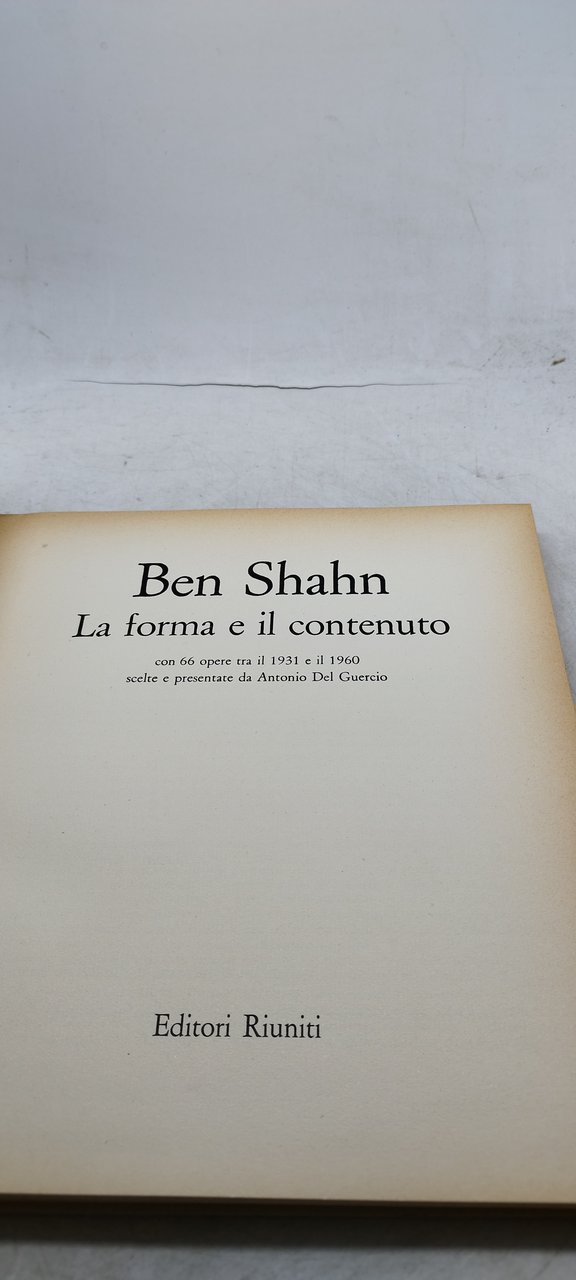 Ben Shahn
La forma e il contenuto
con 66 opere tra il 1931 e il 1960
scelte e presentate da Antonio Del Guercio
Editori Riuniti